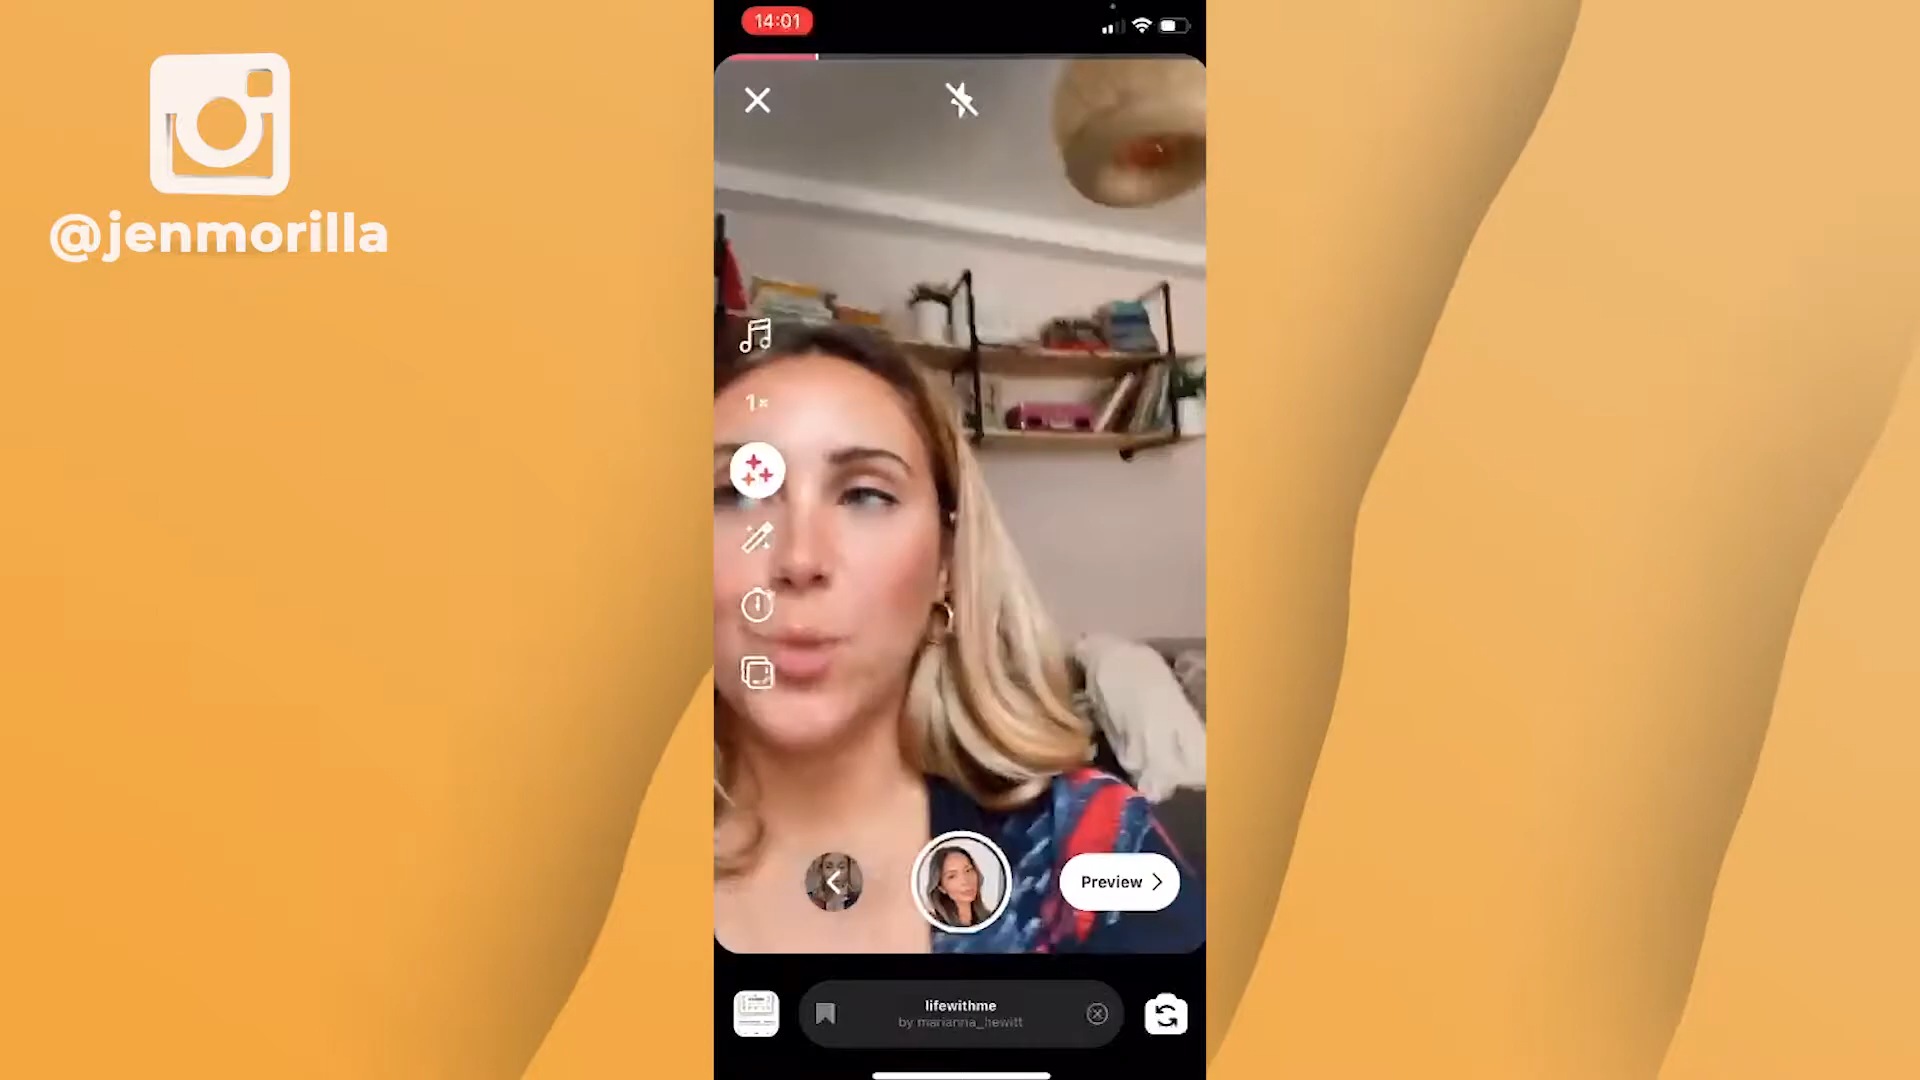 14:01
@jenmorilla
1×
Preview
lifewithme
by marianna_hewitt